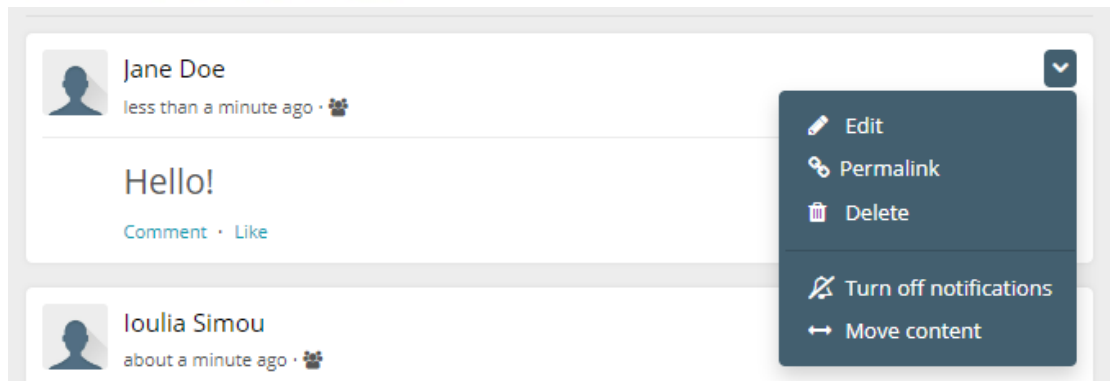 Jane Doe
less than a minute ago ·
Hello!
Comment · Like
Edit
Permalink
Delete
Turn off notifications
Move content
Ioulia Simou
about a minute ago ·